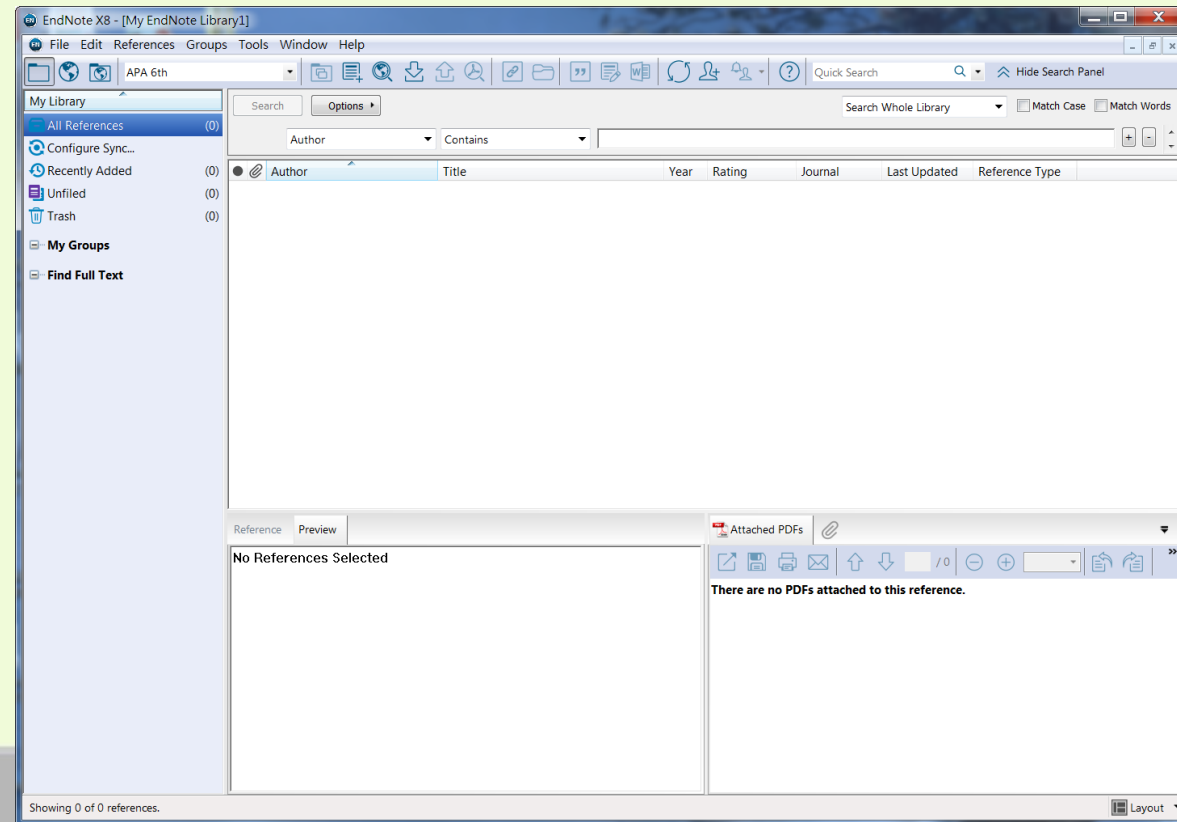 EndNote X8 - [My EndNote Library1]
File Edit References Groups Tools Window Help
APA 6th Quick Search Hide Search Panel
My Library
All References (0)
Configure Sync...
Recently Added (0)
Unfiled (0)
Trash (0)
My Groups
Find Full Text
Search Options Search Whole Library Match Case Match Words
Author Contains + -
Author Title Year Rating Journal Last Updated Reference Type
Reference Preview
No References Selected
Attached PDFs
/ 0
There are no PDFs attached to this reference.
Showing 0 of 0 references. Layout